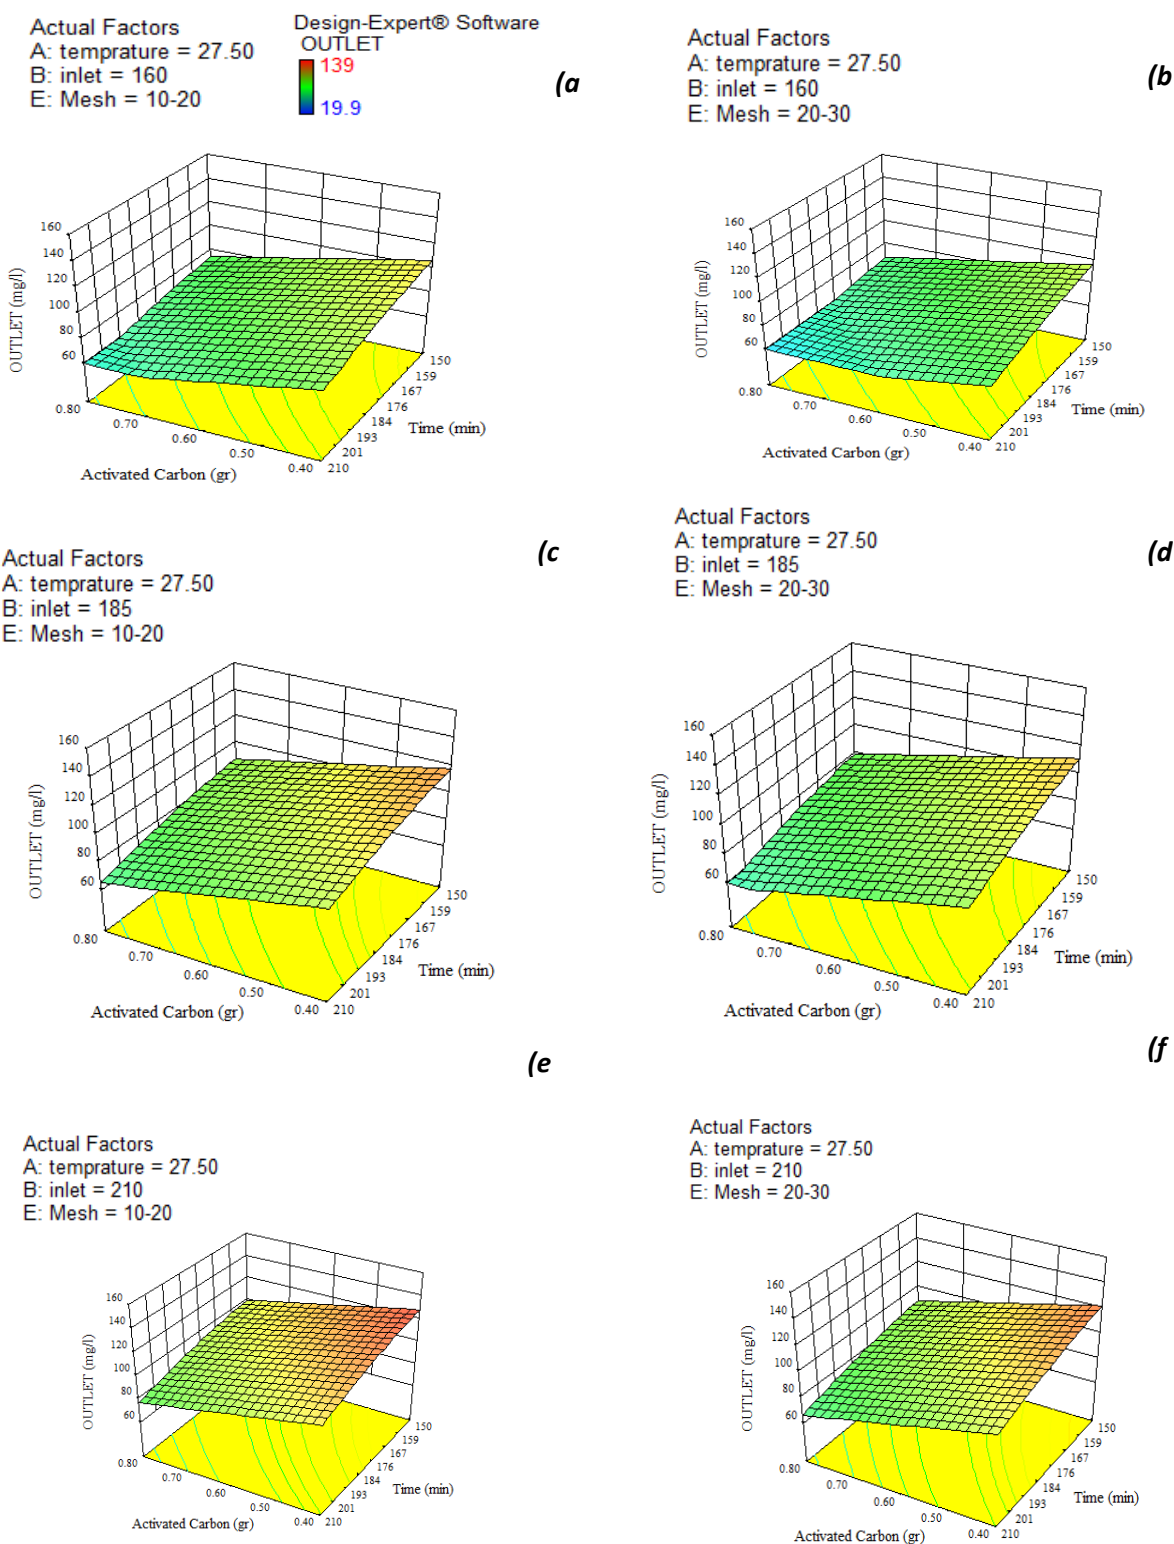 Actual Factors
A: temprature = 27.50
B: inlet = 160
E: Mesh = 10-20
Design-Expert® Software
OUTLET
139
19.9
(a
160
140
120
100
80
60
OUTLET (mg/l)
0.80
0.70
0.60
0.50
0.40
Activated Carbon (gr)
150
159
167
176
184
193
201
210
Time (min)
Actual Factors
A: temprature = 27.50
B: inlet = 160
E: Mesh = 20-30
(b
160
140
120
100
80
60
OUTLET (mg/l)
0.80
0.70
0.60
0.50
0.40
Activated Carbon (gr)
150
159
167
176
184
193
201
210
Time (min)
Actual Factors
A: temprature = 27.50
B: inlet = 185
E: Mesh = 10-20
(c
160
140
120
100
80
60
OUTLET (mg/l)
0.80
0.70
0.60
0.50
0.40
Activated Carbon (gr)
150
159
167
176
184
193
201
210
Time (min)
Actual Factors
A: temprature = 27.50
B: inlet = 185
E: Mesh = 20-30
(d
160
140
120
100
80
60
OUTLET (mg/l)
0.80
0.70
0.60
0.50
0.40
Activated Carbon (gr)
150
159
167
176
184
193
201
210
Time (min)
(e
Actual Factors
A: temprature = 27.50
B: inlet = 210
E: Mesh = 10-20
160
140
120
100
80
60
OUTLET (mg/l)
0.80
0.70
0.60
0.50
0.40
Activated Carbon (gr)
150
159
167
176
184
193
201
210
Time (min)
(f
Actual Factors
A: temprature = 27.50
B: inlet = 210
E: Mesh = 20-30
160
140
120
100
80
60
OUTLET (mg/l)
0.80
0.70
0.60
0.50
0.40
Activated Carbon (gr)
150
159
167
176
184
193
201
210
Time (min)